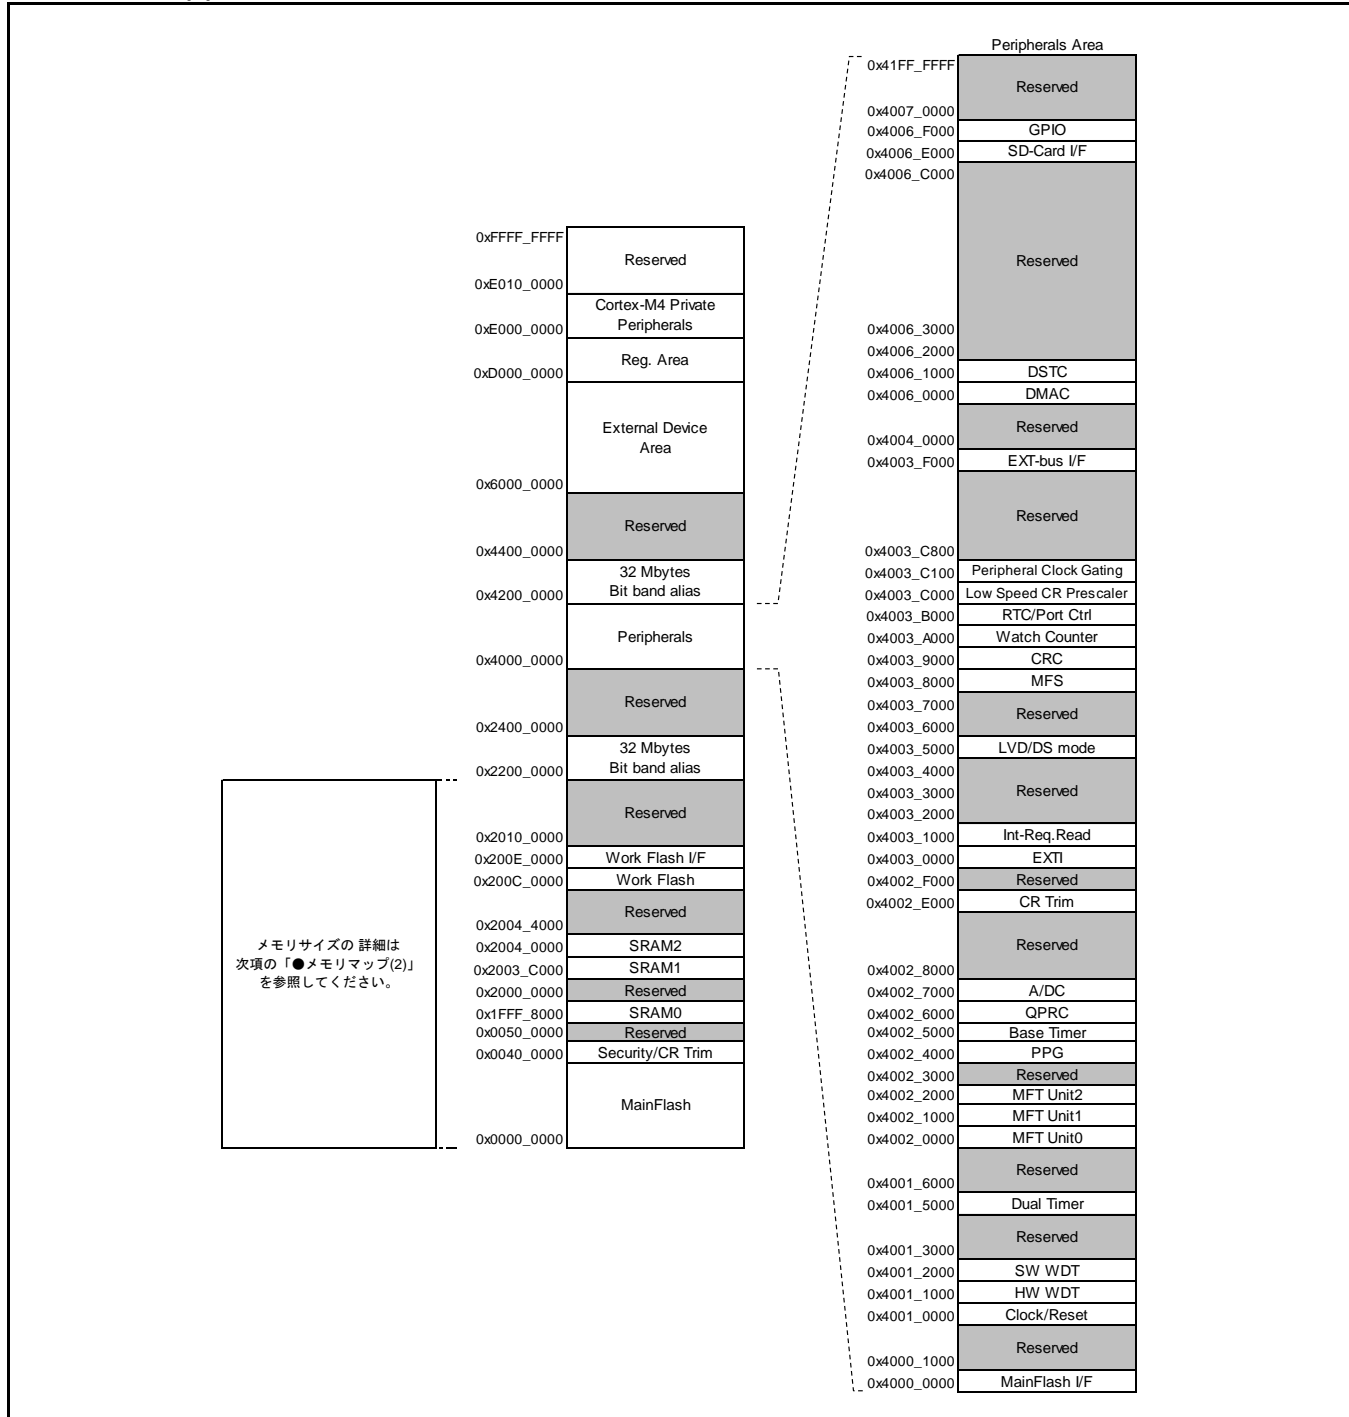 メモリサイズの 詳細は
次項の「●メモリマップ(2)」
を参照してください。
0xFFFF_FFFF
Reserved
0xE010_0000
Cortex-M4 Private
Peripherals
0xE000_0000
Reg. Area
0xD000_0000
External Device
Area
0x6000_0000
Reserved
0x4400_0000
32 Mbytes
Bit band alias
0x4200_0000
Peripherals
0x4000_0000
Reserved
0x2400_0000
32 Mbytes
Bit band alias
0x2200_0000
Reserved
0x2010_0000
0x200E_0000 Work Flash I/F
0x200C_0000 Work Flash
Reserved
0x2004_4000
0x2004_0000 SRAM2
0x2003_C000 SRAM1
0x2000_0000 Reserved
0x1FFF_8000 SRAM0
0x0050_0000 Reserved
0x0040_0000 Security/CR Trim
MainFlash
0x0000_0000
Peripherals Area
0x41FF_FFFF
Reserved
0x4007_0000
0x4006_F000 GPIO
0x4006_E000 SD-Card I/F
0x4006_C000
Reserved
0x4006_3000
0x4006_2000
0x4006_1000 DSTC
0x4006_0000 DMAC
Reserved
0x4004_0000
0x4003_F000 EXT-bus I/F
Reserved
0x4003_C800
0x4003_C100 Peripheral Clock Gating
0x4003_C000 Low Speed CR Prescaler
0x4003_B000 RTC/Port Ctrl
0x4003_A000 Watch Counter
0x4003_9000 CRC
0x4003_8000 MFS
0x4003_7000
Reserved
0x4003_6000
0x4003_5000 LVD/DS mode
0x4003_4000
0x4003_3000 Reserved
0x4003_2000
0x4003_1000 Int-Req.Read
0x4003_0000 EXTI
0x4002_F000 Reserved
0x4002_E000 CR Trim
Reserved
0x4002_8000
0x4002_7000 A/DC
0x4002_6000 QPRC
0x4002_5000 Base Timer
0x4002_4000 PPG
0x4002_3000 Reserved
0x4002_2000 MFT Unit2
0x4002_1000 MFT Unit1
0x4002_0000 MFT Unit0
Reserved
0x4001_6000
0x4001_5000 Dual Timer
Reserved
0x4001_3000
0x4001_2000 SW WDT
0x4001_1000 HW WDT
0x4001_0000 Clock/Reset
Reserved
0x4000_1000
0x4000_0000 MainFlash I/F